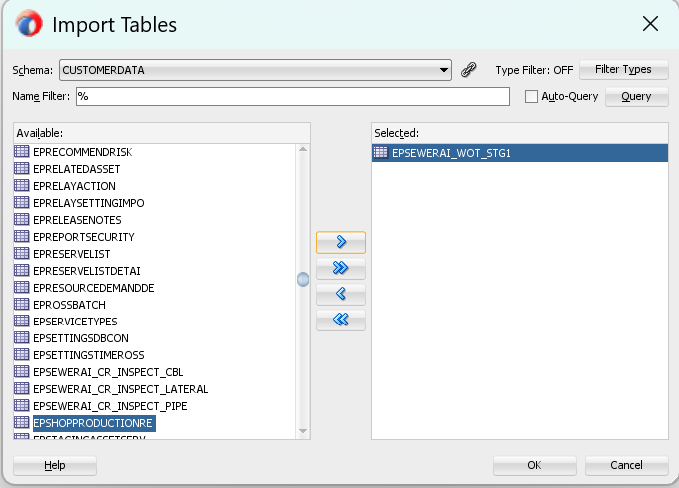 Import Tables
Schema: CUSTOMERDATA Type Filter: OFF Filter Types
Name Filter: % Auto-Query Query
Available:
EPRECOMMENDRISK
EPRELATEDASSET
EPRELAYACTION
EPRELAYSETTINGIMPO
EPRELEASENOTES
EPREPORTSECURITY
EPRESERVELIST
EPRESERVELISTDETAI
EPRESOURCEDEMANDDE
EPROSSBATCH
EPSERVICETYPES
EPSETTINGSDBCON
EPSETTINGSTIMEROSS
EPSEWERAI_CR_INSPECT_CBL
EPSEWERAI_CR_INSPECT_LATERAL
EPSEWERAI_CR_INSPECT_PIPE
EPSHOPPRODUCTIONRE
EPSTAGINGASSETSERV
Selected:
EPSEWERAI_WOT_STG1
Help OK Cancel